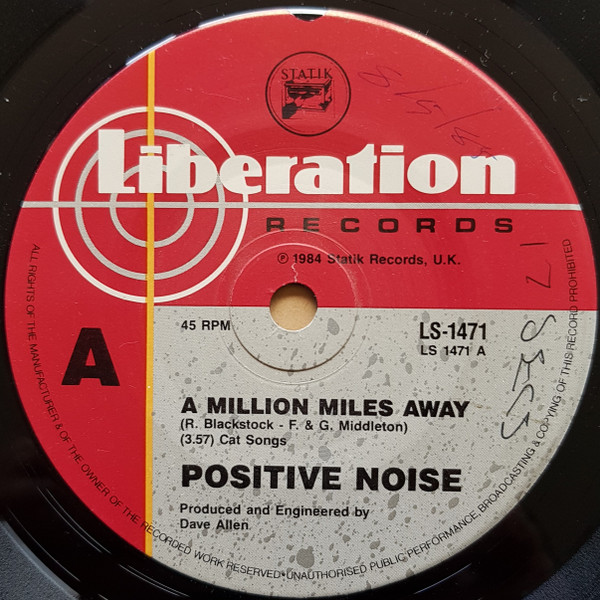 STATIK
Liberation
RECORDS
℗ 1984 Statik Records, U.K.
45 RPM
LS-1471
LS 1471 A
A
A MILLION MILES AWAY
(R. Blackstock - F. & G. Middleton)
(3.57) Cat Songs
POSITIVE NOISE
Produced and Engineered by
Dave Allen
ALL RIGHTS OF THE MANUFACTURER & OF THE OWNER OF THE RECORDED WORK RESERVED • UNAUTHORISED PUBLIC PERFORMANCE, BROADCASTING & COPYING OF THIS RECORD PROHIBITED